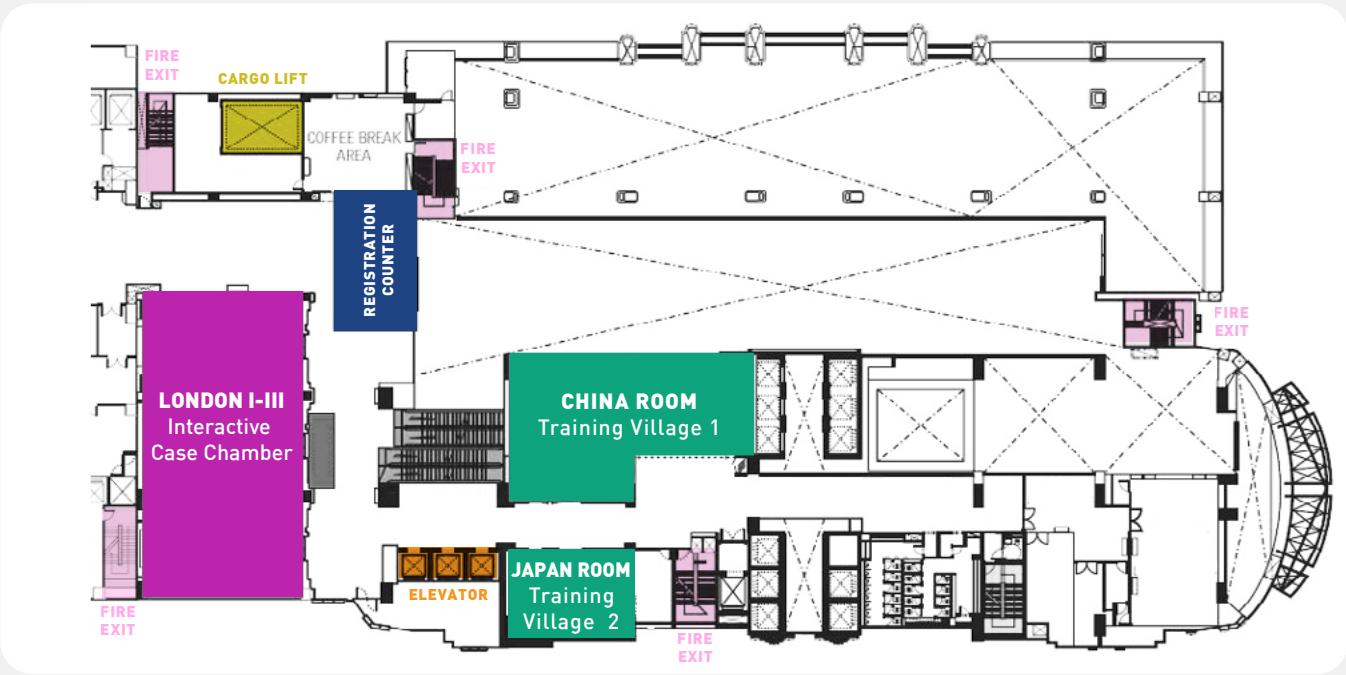 FIRE
EXIT
CARGO LIFT
COFFEE BREAK
AREA
FIRE
EXIT
REGISTRATION
COUNTER
LONDON I-III
Interactive
Case Chamber
CHINA ROOM
Training Village 1
FIRE
EXIT
JAPAN ROOM
Training
Village 2
ELEVATOR
FIRE
EXIT
FIRE
EXIT